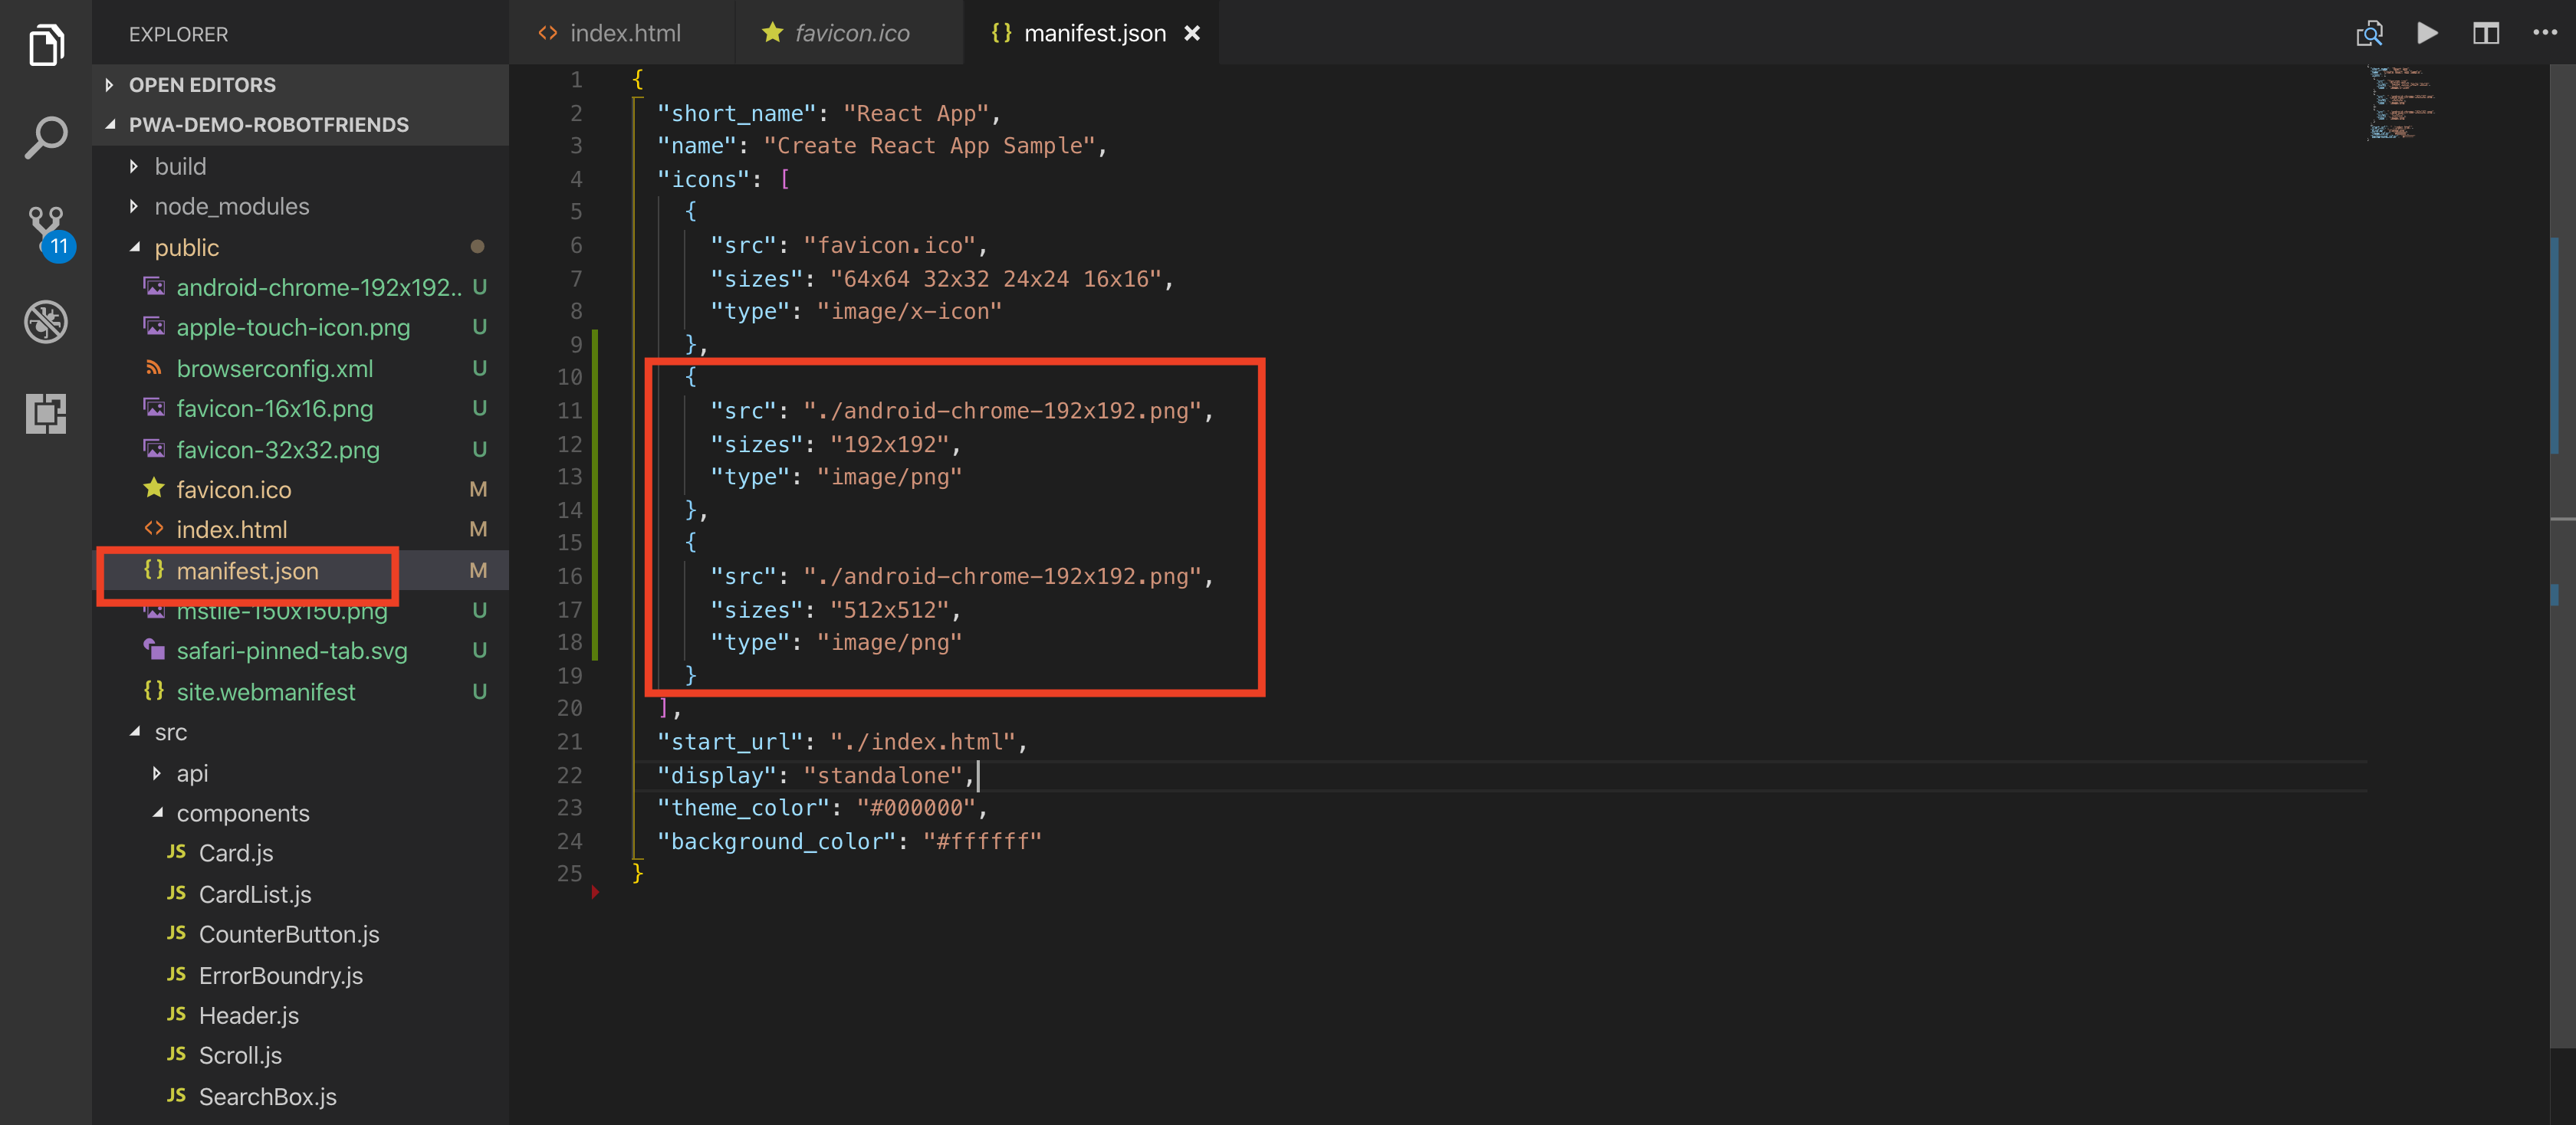 EXPLORER
OPEN EDITORS
PWA-DEMO-ROBOTFRIENDS
build
node_modules
public
android-chrome-192x192.. U
apple-touch-icon.png U
browserconfig.xml U
favicon-16x16.png U
favicon-32x32.png U
favicon.ico M
index.html M
{} manifest.json M
mstile-150x150.png U
safari-pinned-tab.svg U
{} site.webmanifest U
src
api
components
JS Card.js
JS CardList.js
JS CounterButton.js
JS ErrorBoundry.js
JS Header.js
JS Scroll.js
JS SearchBox.js
11
<> index.html
favicon.ico
{} manifest.json
1 {
2 "short_name": "React App",
3 "name": "Create React App Sample",
4 "icons": [
5 {
6 "src": "favicon.ico",
7 "sizes": "64x64 32x32 24x24 16x16",
8 "type": "image/x-icon"
9 },
10 {
11 "src": "./android-chrome-192x192.png",
12 "sizes": "192x192",
13 "type": "image/png"
14 },
15 {
16 "src": "./android-chrome-192x192.png",
17 "sizes": "512x512",
18 "type": "image/png"
19 }
20 ],
21 "start_url": "./index.html",
22 "display": "standalone",
23 "theme_color": "#000000",
24 "background_color": "#ffffff"
25 }